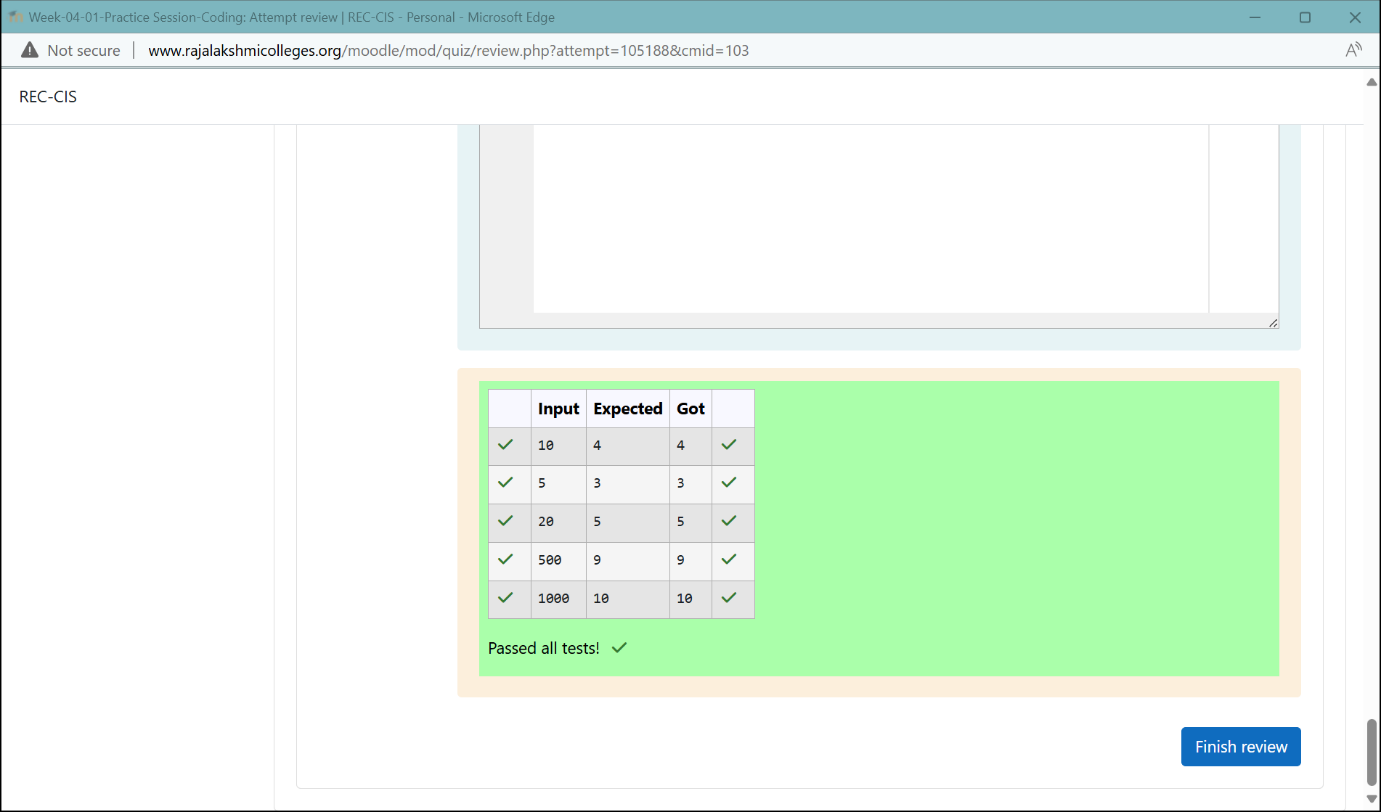 Week-04-01-Practice Session-Coding: Attempt review | REC-CIS - Personal - Microsoft Edge
Not secure | www.rajalakshmicolleges.org/moodle/mod/quiz/review.php?attempt=105188&cmid=103
REC-CIS
Input Expected Got
10 4 4
5 3 3
20 5 5
500 9 9
1000 10 10
Passed all tests!
Finish review